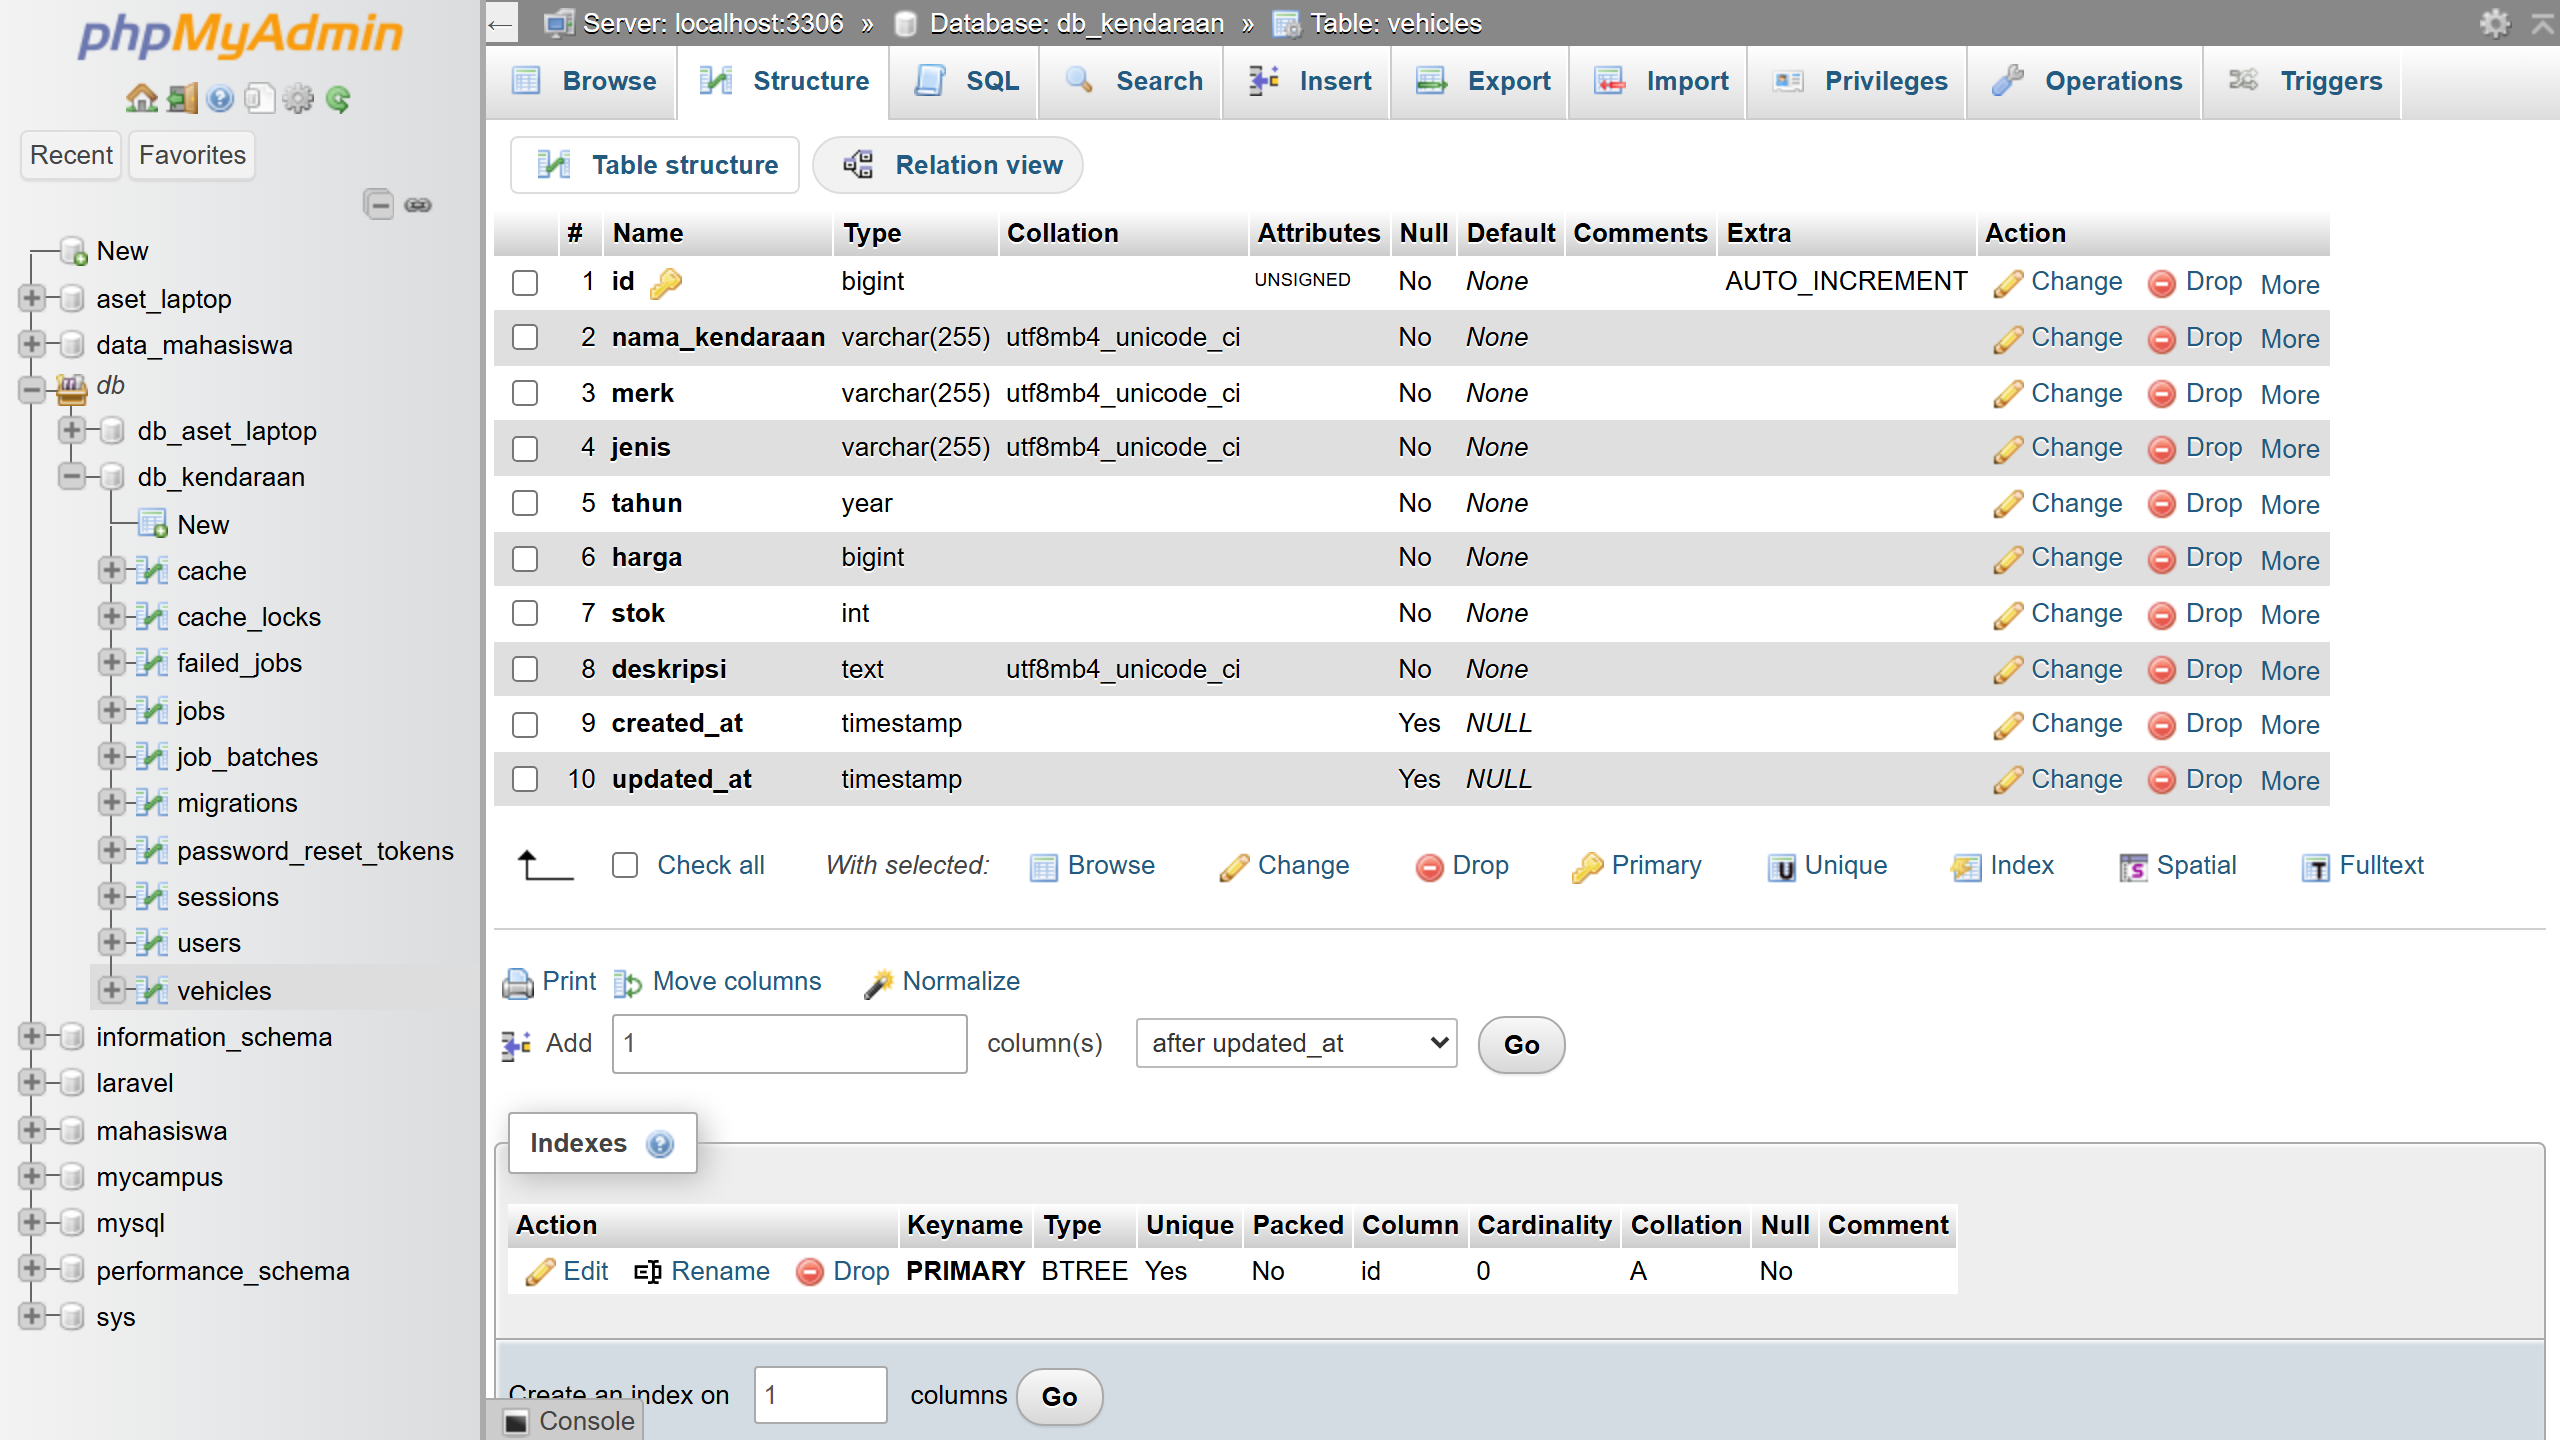 phpMyAdmin
Recent Favorites
New
aset_laptop
data_mahasiswa
db
db_aset_laptop
db_kendaraan
New
cache
cache_locks
failed_jobs
jobs
job_batches
migrations
password_reset_tokens
sessions
users
vehicles
information_schema
laravel
mahasiswa
mycampus
mysql
performance_schema
sys
← Server: localhost:3306 » Database: db_kendaraan » Table: vehicles
Browse Structure SQL Search Insert Export Import Privileges Operations Triggers
Table structure Relation view
# Name Type Collation Attributes Null Default Comments Extra Action
1 id bigint UNSIGNED No None AUTO_INCREMENT Change Drop More
2 nama_kendaraan varchar(255) utf8mb4_unicode_ci No None Change Drop More
3 merk varchar(255) utf8mb4_unicode_ci No None Change Drop More
4 jenis varchar(255) utf8mb4_unicode_ci No None Change Drop More
5 tahun year No None Change Drop More
6 harga bigint No None Change Drop More
7 stok int No None Change Drop More
8 deskripsi text utf8mb4_unicode_ci No None Change Drop More
9 created_at timestamp Yes NULL Change Drop More
10 updated_at timestamp Yes NULL Change Drop More
Check all With selected: Browse Change Drop Primary Unique Index Spatial Fulltext
Print Move columns Normalize
Add 1 column(s) after updated_at Go
Indexes
Action Keyname Type Unique Packed Column Cardinality Collation Null Comment
Edit Rename Drop PRIMARY BTREE Yes No id 0 A No
Create an index on 1 columns Go
Console